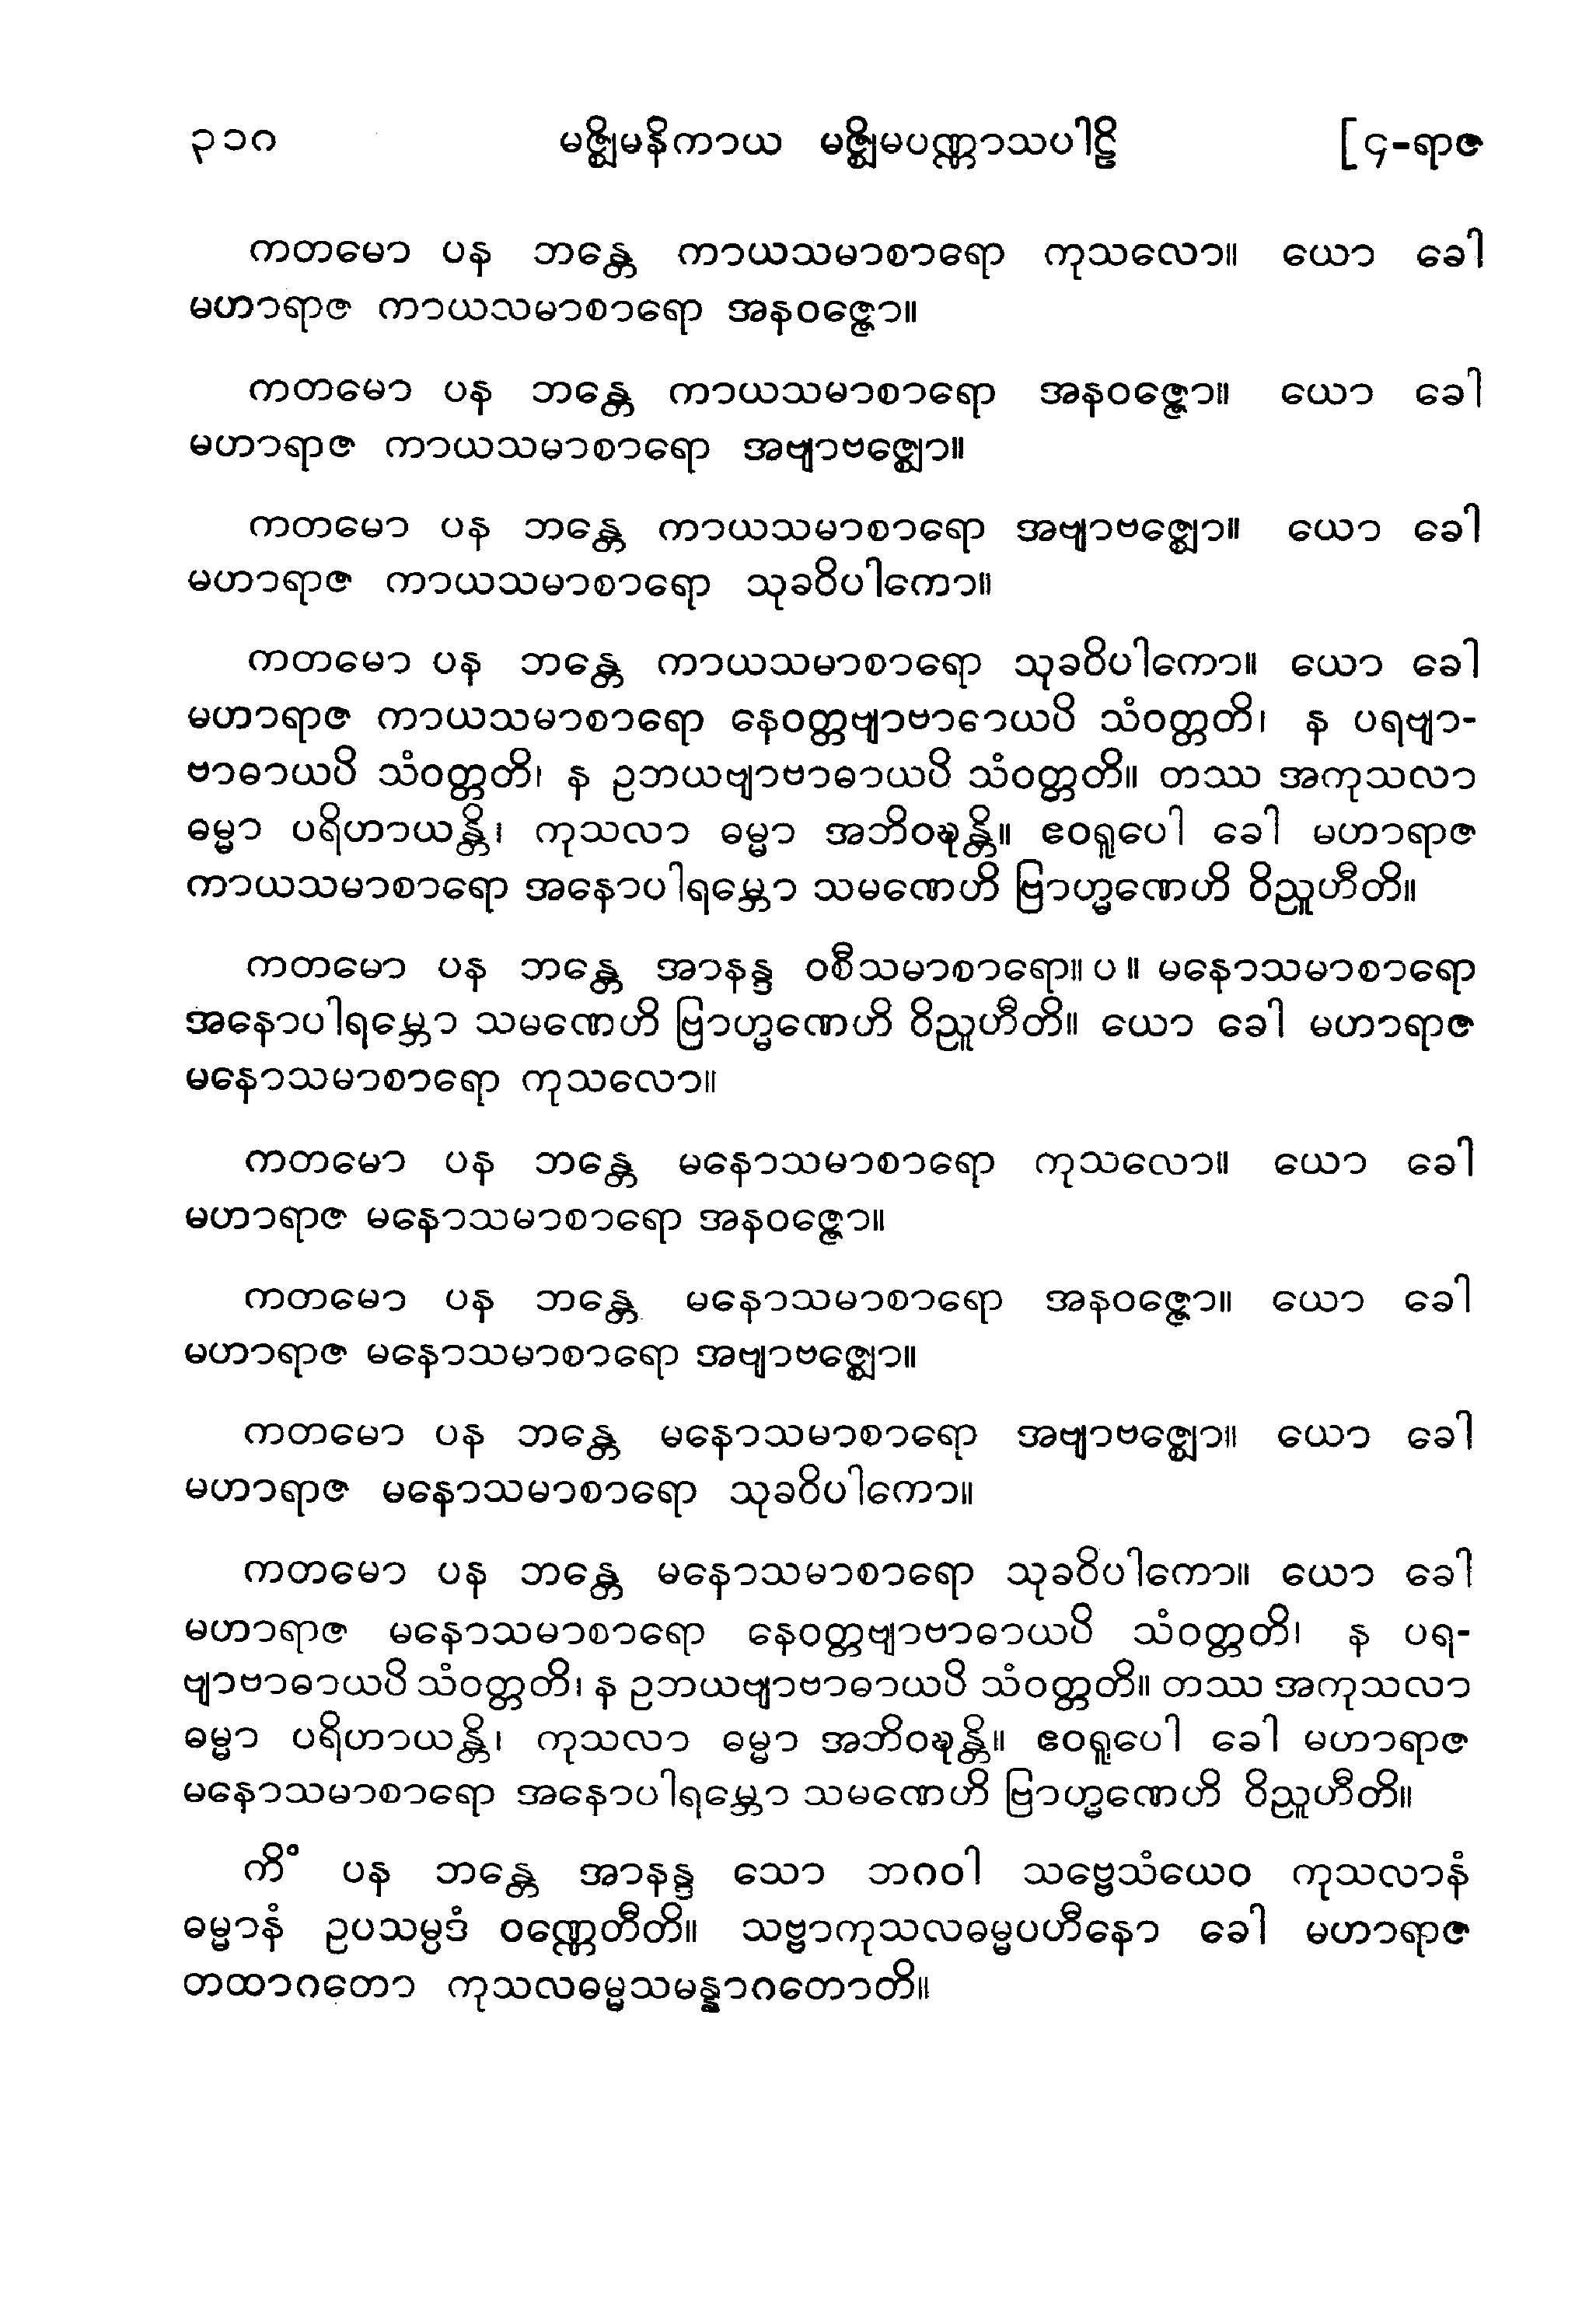 ၃၁၈ မဇ္ဈိမနိကာယ မဇ္ဈိမပဏ္ဏာသပါဠိ [၄-ရာဇ
ကတမော ပန ဘန္တေ ကာယသမာစာရော ကုသလော။ ယော ခေါ
မဟာရာဇ ကာယသမာစာရော အနဝဇ္ဇော။
ကတမော ပန ဘန္တေ ကာယသမာစာရော အနဝဇ္ဇော။ ယော ခေါ
မဟာရာဇ ကာယသမာစာရော အဗျာဗဇ္ဈော။
ကတမော ပန ဘန္တေ ကာယသမာစာရော အဗျာဗဇ္ဈော။ ယော ခေါ
မဟာရာဇ ကာယသမာစာရော သုခဝိပါကော။
ကတမော ပန ဘန္တေ ကာယသမာစာရော သုခဝိပါကော။ ယော ခေါ
မဟာရာဇ ကာယသမာစာရော နေဝတ္တဗျာဗာဓာယပိ သံဝတ္တတိ၊ န ပရဗျာ-
ဗာဓာယပိ သံဝတ္တတိ၊ န ဥဘယဗျာဗာဓာယပိ သံဝတ္တတိ။ တဿ အကုသလာ
ဓမ္မာ ပရိဟာယန္တိ၊ ကုသလာ ဓမ္မာ အဘိဝဍ္ဎန္တိ။ ဧဝရူပေါ ခေါ မဟာရာဇ
ကာယသမာစာရော အနောပါရမ္ဘော သမဏေဟိ ဗြာဟ္မဏေဟိ ဝိညူဟီတိ။
ကတမော ပန ဘန္တေ အာနန္ဒ ဝစီသမာစာရော။ ပ ။ မနောသမာစာရော
အနောပါရမ္ဘော သမဏေဟိ ဗြာဟ္မဏေဟိ ဝိညူဟီတိ။ ယော ခေါ မဟာရာဇ
မနောသမာစာရော ကုသလော။
ကတမော ပန ဘန္တေ မနောသမာစာရော ကုသလော။ ယော ခေါ
မဟာရာဇ မနောသမာစာရော အနဝဇ္ဇော။
ကတမော ပန ဘန္တေ မနောသမာစာရော အနဝဇ္ဇော။ ယော ခေါ
မဟာရာဇ မနောသမာစာရော အဗျာဗဇ္ဈော။
ကတမော ပန ဘန္တေ မနောသမာစာရော အဗျာဗဇ္ဈော။ ယော ခေါ
မဟာရာဇ မနောသမာစာရော သုခဝိပါကော။
ကတမော ပန ဘန္တေ မနောသမာစာရော သုခဝိပါကော။ ယော ခေါ
မဟာရာဇ မနောသမာစာရော နေဝတ္တဗျာဗာဓာယပိ သံဝတ္တတိ၊ န ပရ-
ဗျာဗာဓာယပိ သံဝတ္တတိ၊ န ဥဘယဗျာဗာဓာယပိ သံဝတ္တတိ။ တဿ အကုသလာ
ဓမ္မာ ပရိဟာယန္တိ၊ ကုသလာ ဓမ္မာ အဘိဝဍ္ဎန္တိ။ ဧဝရူပေါ ခေါ မဟာရာဇ
မနောသမာစာရော အနောပါရမ္ဘော သမဏေဟိ ဗြာဟ္မဏေဟိ ဝိညူဟီတိ။
ကိံ ပန ဘန္တေ အာနန္ဒ သော ဘဂဝါ သဗ္ဗေသံယေဝ ကုသလာနံ
ဓမ္မာနံ ဥပသမ္ပဒံ ဝဏ္ဏေတီတိ။ သဗ္ဗာကုသလဓမ္မပဟီနော ခေါ မဟာရာဇ
တထာဂတော ကုသလဓမ္မသမန္နာဂတောတိ။